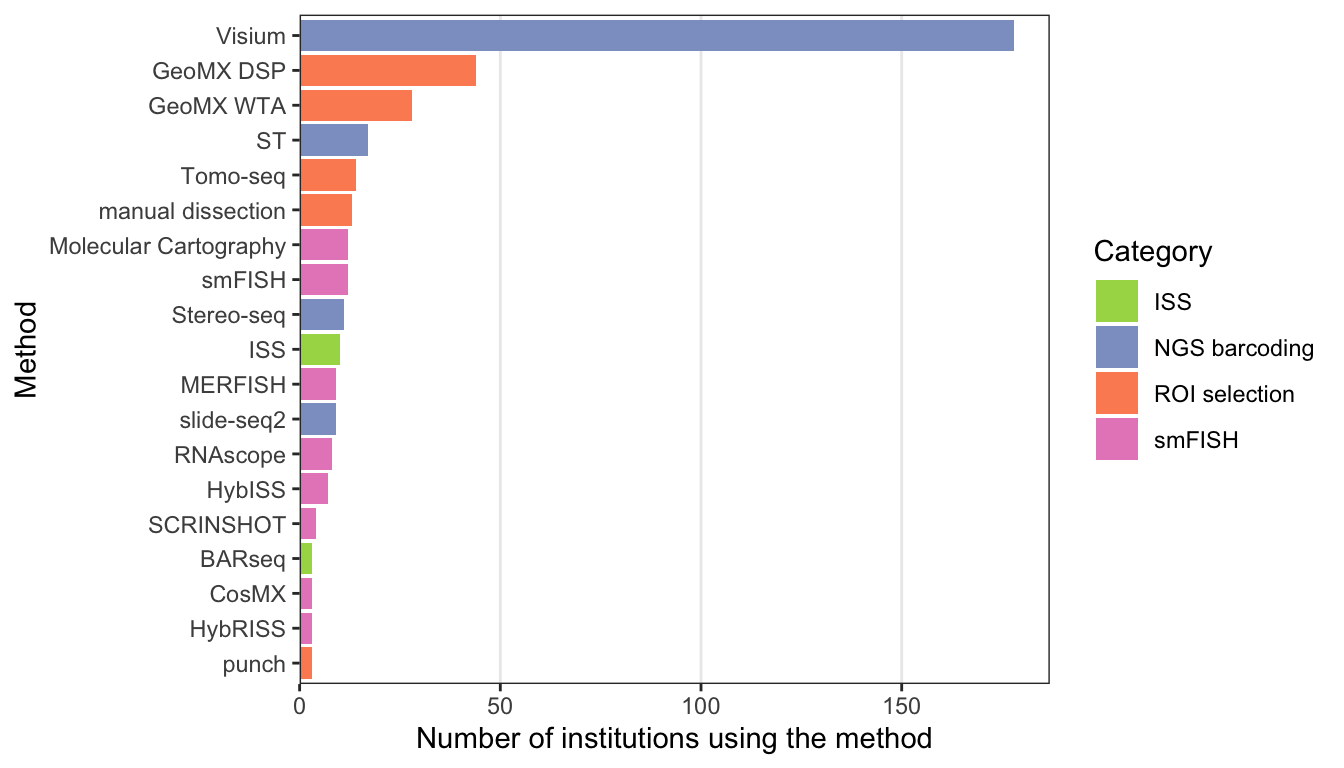 Visium
GeoMX DSP
GeoMX WTA
ST
Tomo-seq
manual dissection
Molecular Cartography
smFISH
Stereo-seq
ISS
MERFISH
slide-seq2
RNAscope
HybISS
SCRINSHOT
BARseq
CosMX
HybRISS
punch
Method
0 50 100 150
Number of institutions using the method
Category
ISS
NGS barcoding
ROI selection
smFISH